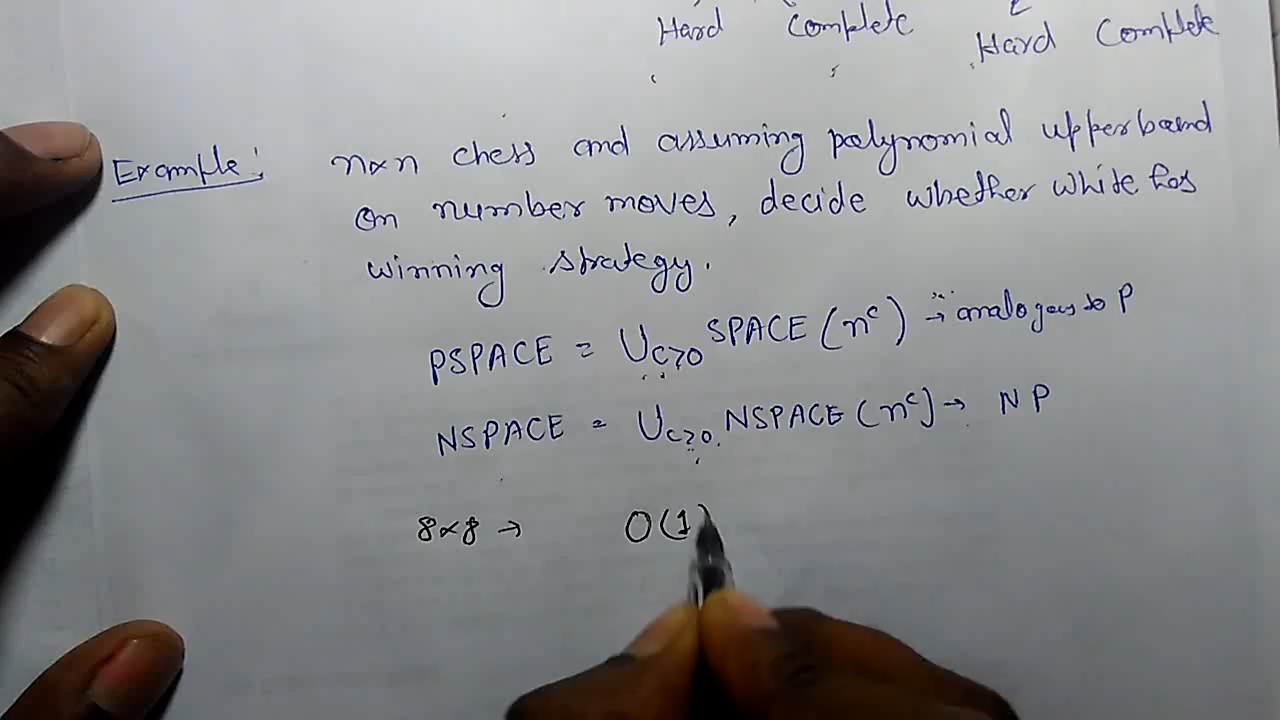 Hard Complete Hard Complete
Example: n×n chess and assuming polynomial upperbound
on number moves, decide whether white has
winning strategy.
PSPACE = ∪c>0 SPACE(n^c) → analogous to P
NSPACE = ∪c>0 NSPACE(n^c) → NP
8×8 → O(1)